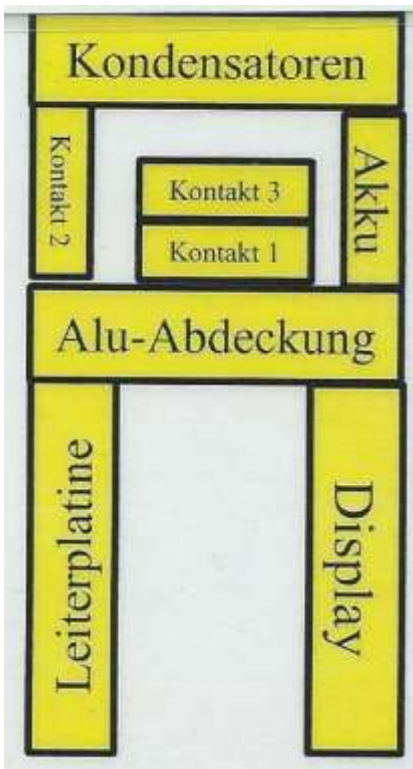 Kondensatoren
Kontakt 2
Kontakt 3
Akku
Kontakt 1
Alu-Abdeckung
Leiterplatine
Display